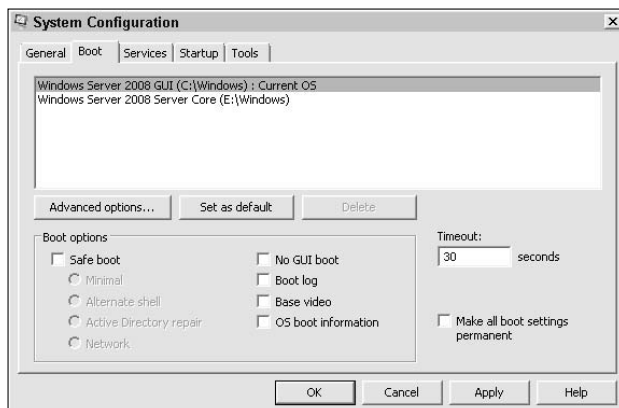 System Configuration
General Boot Services Startup Tools
Windows Server 2008 GUI (C:\Windows) : Current OS
Windows Server 2008 Server Core (E:\Windows)
Advanced options... Set as default Delete
Boot options
Safe boot
Minimal
Alternate shell
Active Directory repair
Network
No GUI boot
Boot log
Base video
OS boot information
Timeout:
30 seconds
Make all boot settings
permanent
OK Cancel Apply Help